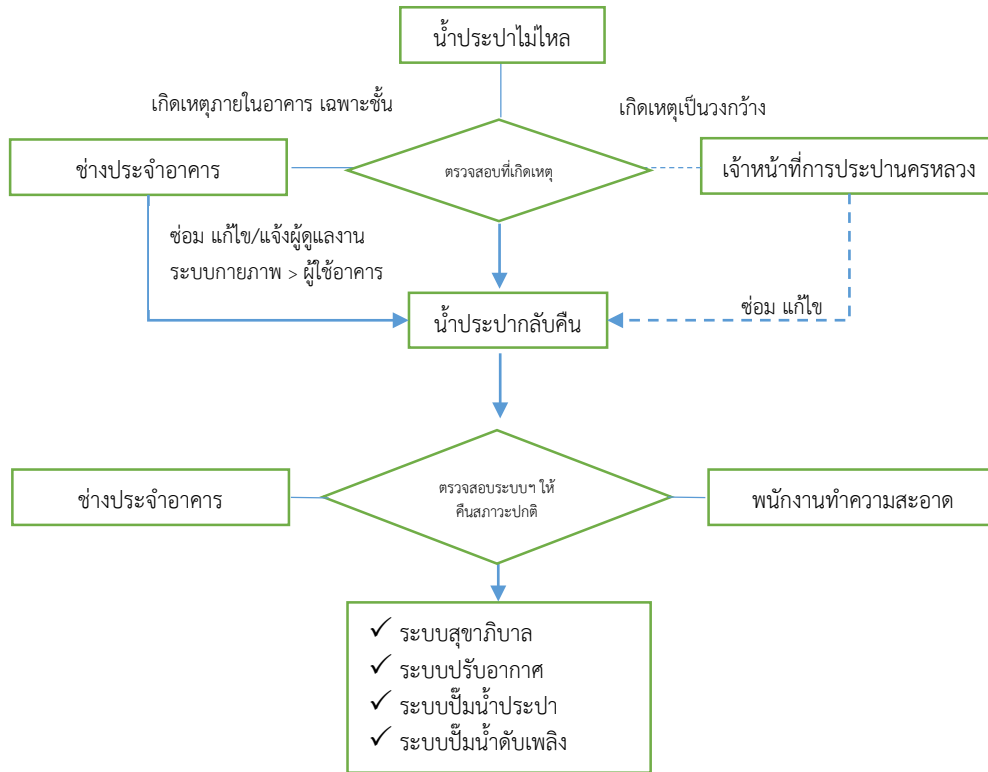 น้ำประปาไม่ไหล
เกิดเหตุภายในอาคาร เฉพาะชั้น
เกิดเหตุเป็นวงกว้าง
ช่างประจำอาคาร
ตรวจสอบที่เกิดเหตุ
เจ้าหน้าที่การประปานครหลวง
ซ่อม แก้ไข/แจ้งผู้ดูแลงาน
ระบบกายภาพ > ผู้ใช้อาคาร
ซ่อม แก้ไข
น้ำประปากลับคืน
ช่างประจำอาคาร
ตรวจสอบระบบฯ ให้
คืนสภาวะปกติ
พนักงานทำความสะอาด
✓ ระบบสุขาภิบาล
✓ ระบบปรับอากาศ
✓ ระบบปั๊มน้ำประปา
✓ ระบบปั๊มน้ำดับเพลิง